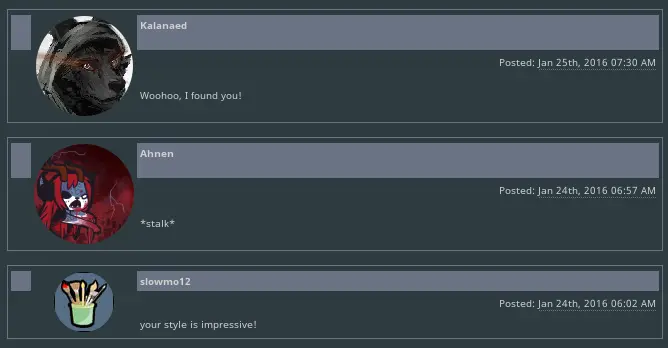 Kalanaed
Posted: Jan 25th, 2016 07:30 AM
Woohoo, I found you!
Ahnen
Posted: Jan 24th, 2016 06:57 AM
*stalk*
slowmo12
Posted: Jan 24th, 2016 06:02 AM
your style is impressive!